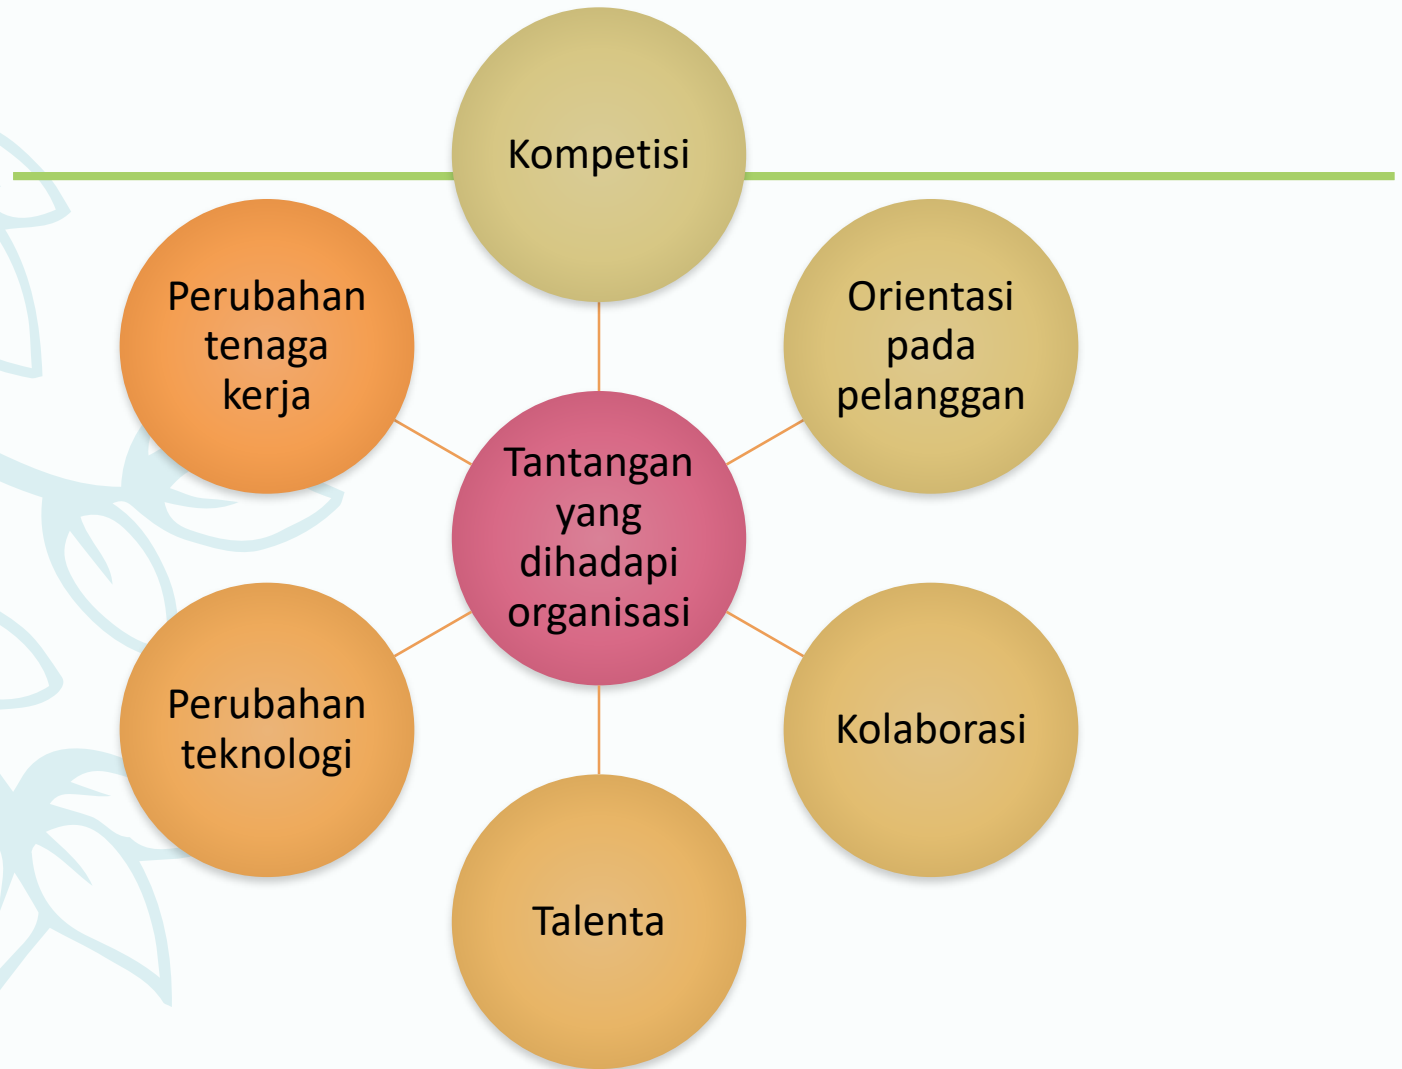 Kompetisi
Orientasi
pada
pelanggan
Kolaborasi
Talenta
Perubahan
teknologi
Perubahan
tenaga
kerja
Tantangan
yang
dihadapi
organisasi